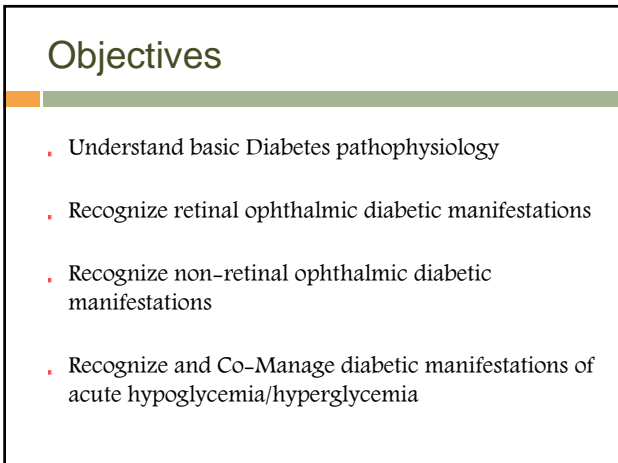 Objectives
Understand basic Diabetes pathophysiology
Recognize retinal ophthalmic diabetic manifestations
Recognize non-retinal ophthalmic diabetic
manifestations
Recognize and Co-Manage diabetic manifestations of
acute hypoglycemia/hyperglycemia